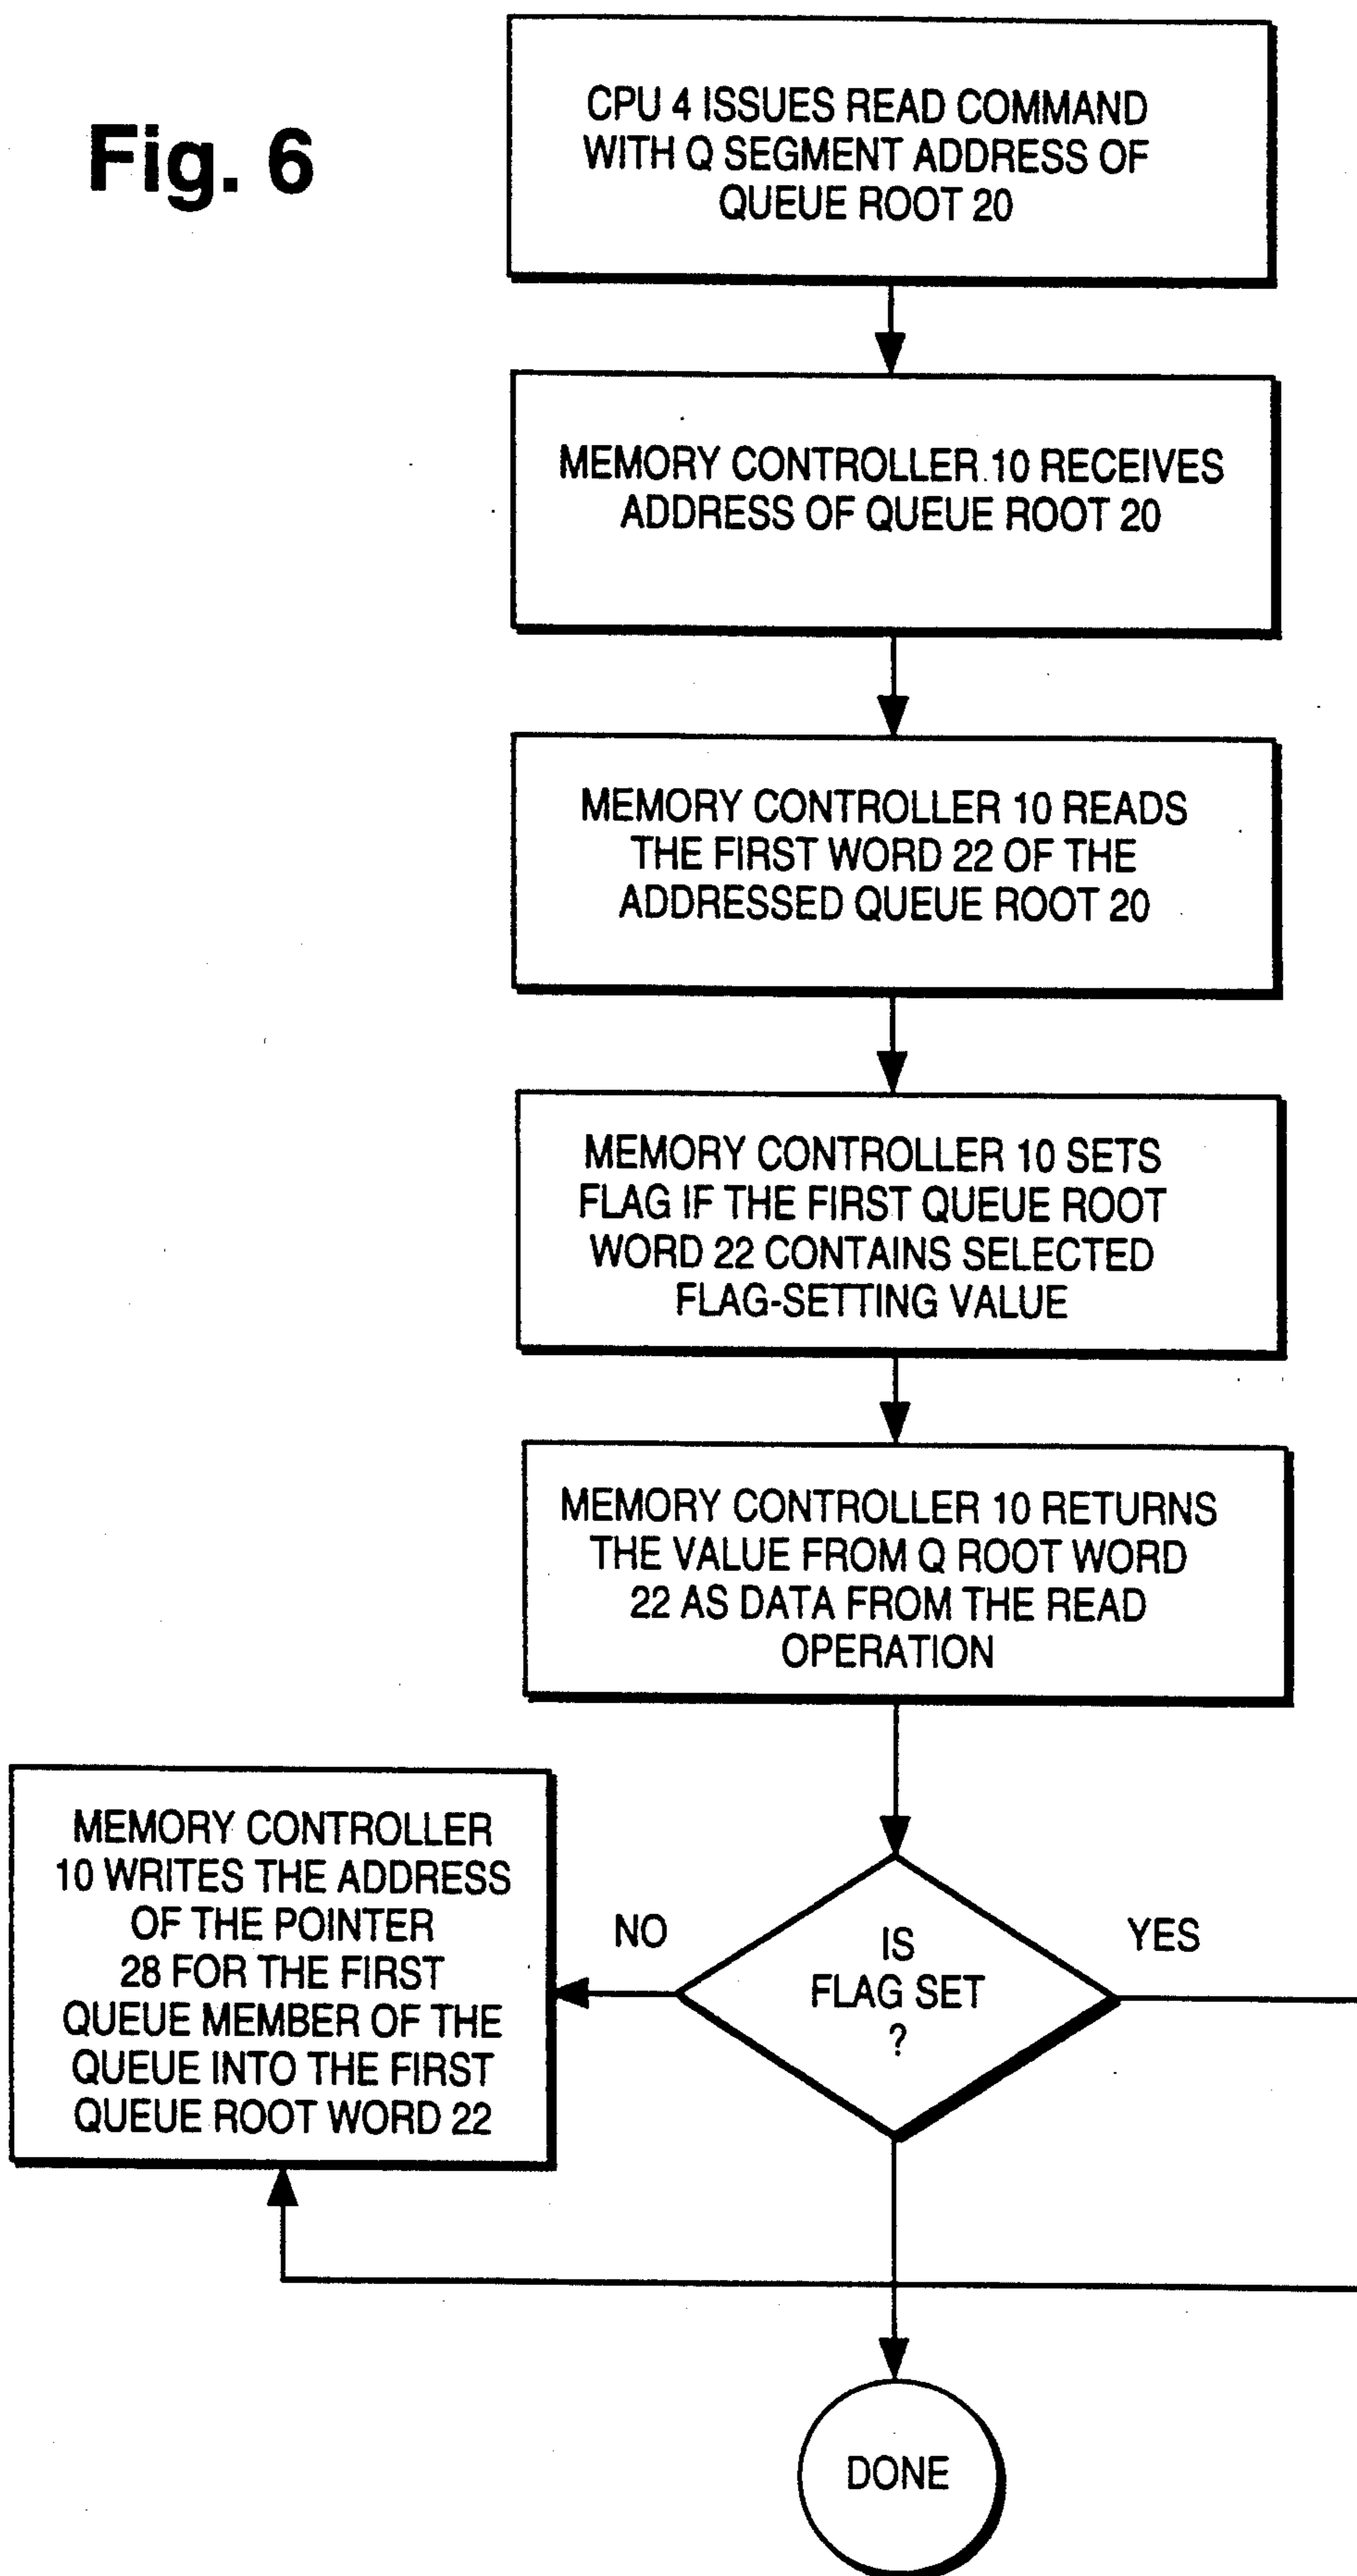 Fig. 6
CPU 4 ISSUES READ COMMAND
WITH Q SEGMENT ADDRESS OF
QUEUE ROOT 20
MEMORY CONTROLLER 10 RECEIVES
ADDRESS OF QUEUE ROOT 20
MEMORY CONTROLLER 10 READS
THE FIRST WORD 22 OF THE
ADDRESSED QUEUE ROOT 20
MEMORY CONTROLLER 10 SETS
FLAG IF THE FIRST QUEUE ROOT
WORD 22 CONTAINS SELECTED
FLAG-SETTING VALUE
MEMORY CONTROLLER 10 RETURNS
THE VALUE FROM Q ROOT WORD
22 AS DATA FROM THE READ
OPERATION
MEMORY CONTROLLER
10 WRITES THE ADDRESS
OF THE POINTER
28 FOR THE FIRST
QUEUE MEMBER OF THE
QUEUE INTO THE FIRST
QUEUE ROOT WORD 22
NO
IS
FLAG SET
?
YES
DONE